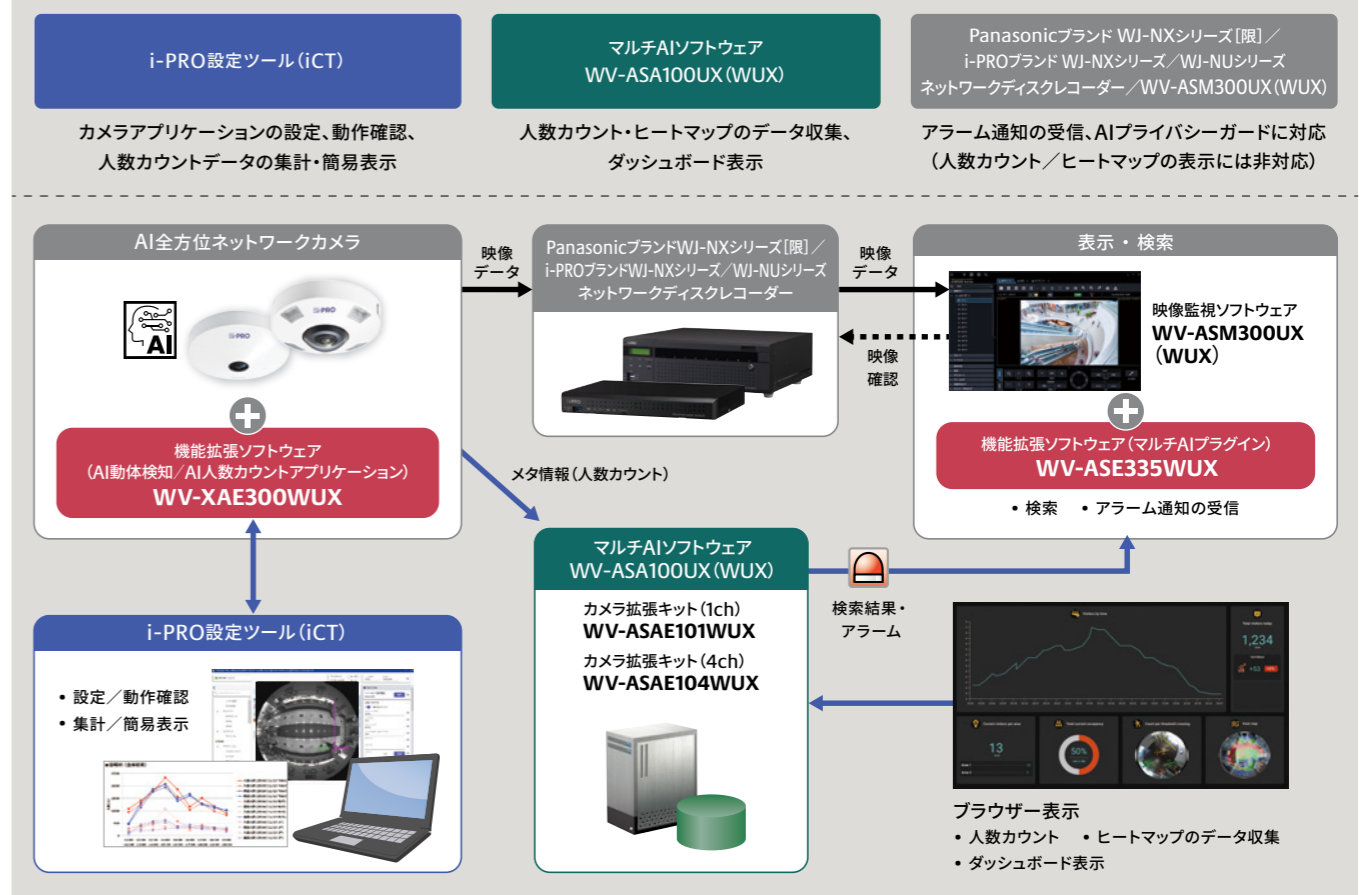 i-PRO設定ツール（iCT）
カメラアプリケーションの設定、動作確認、
人数カウントデータの集計・簡易表示
マルチAIソフトウェア
WV-ASA100UX（WUX）
人数カウント・ヒートマップのデータ収集、
ダッシュボード表示
Panasonicブランド WJ-NXシリーズ［限］／
i-PROブランド WJ-NXシリーズ／WJ-NUシリーズ
ネットワークディスクレコーダー／WV-ASM300UX（WUX）
アラーム通知の受信、AIプライバシーガードに対応
（人数カウント／ヒートマップの表示には非対応）
AI全方位ネットワークカメラ
AI
i-PRO
i-PRO
機能拡張ソフトウェア
（AI動体検知／AI人数カウントアプリケーション）
WV-XAE300WUX
映像
データ
PanasonicブランドWJ-NXシリーズ［限］／
i-PROブランドWJ-NXシリーズ／WJ-NUシリーズ
ネットワークディスクレコーダー
映像
データ
映像
確認
表示 ・ 検索
映像監視ソフトウェア
WV-ASM300UX
（WUX）
機能拡張ソフトウェア（マルチAIプラグイン）
WV-ASE335WUX
• 検索 • アラーム通知の受信
メタ情報（人数カウント）
i-PRO設定ツール（iCT）
• 設定／動作確認
• 集計／簡易表示
マルチAIソフトウェア
WV-ASA100UX（WUX）
カメラ拡張キット（1ch）
WV-ASAE101WUX
カメラ拡張キット（4ch）
WV-ASAE104WUX
検索結果・
アラーム
1,234
+53
13
50%
ブラウザー表示
• 人数カウント • ヒートマップのデータ収集
• ダッシュボード表示